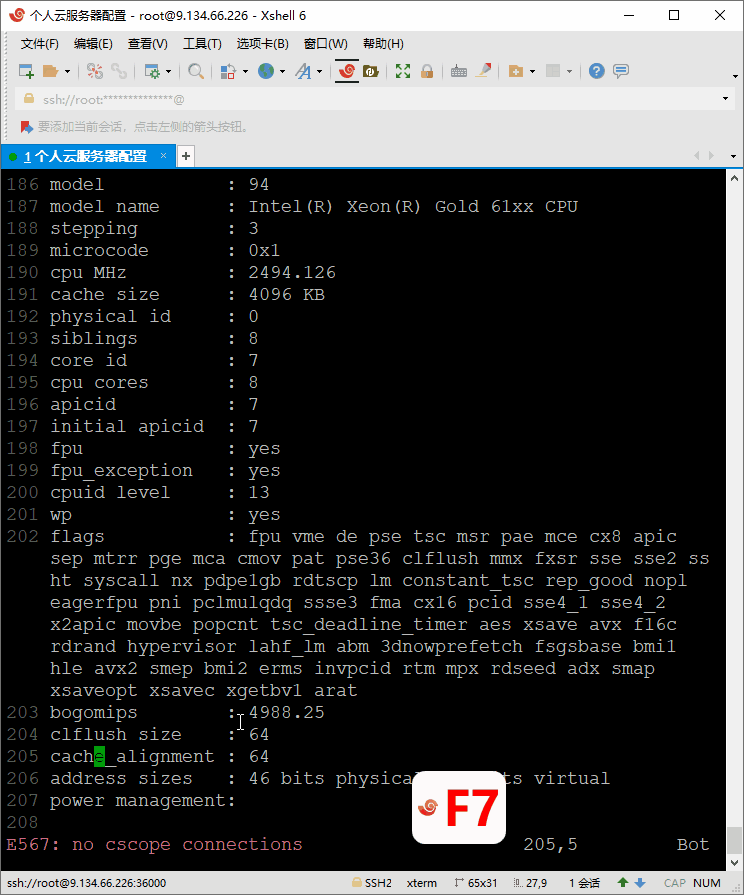 个人云服务器配置 - root@9.134.66.226 - Xshell 6
文件(F) 编辑(E) 查看(V) 工具(T) 选项卡(B) 窗口(W) 帮助(H)
ssh://root:**************@
要添加当前会话，点击左侧的箭头按钮。
1 个人云服务器配置 × +
186 model : 94
187 model name : Intel(R) Xeon(R) Gold 61xx CPU
188 stepping : 3
189 microcode : 0x1
190 cpu MHz : 2494.126
191 cache size : 4096 KB
192 physical id : 0
193 siblings : 8
194 core id : 7
195 cpu cores : 8
196 apicid : 7
197 initial apicid : 7
198 fpu : yes
199 fpu_exception : yes
200 cpuid level : 13
201 wp : yes
202 flags : fpu vme de pse tsc msr pae mce cx8 apic
sep mtrr pge mca cmov pat pse36 clflush mmx fxsr sse sse2 ss
ht syscall nx pdpe1gb rdtscp lm constant_tsc rep_good nopl
eagerfpu pni pclmulqdq ssse3 fma cx16 pcid sse4_1 sse4_2
x2apic movbe popcnt tsc_deadline_timer aes xsave avx f16c
rdrand hypervisor lahf_lm abm 3dnowprefetch fsgsbase bmi1
hle avx2 smep bmi2 erms invpcid rtm mpx rdseed adx smap
xsaveopt xsavec xgetbv1 arat
203 bogomips : 4988.25
204 clflush size : 64
205 cache_alignment : 64
206 address sizes : 46 bits physical ts virtual
207 power management:
F7
208
E567: no cscope connections 205,5 Bot
ssh://root@9.134.66.226:36000 SSH2 xterm 65x31 27,9 1 会话 CAP NUM